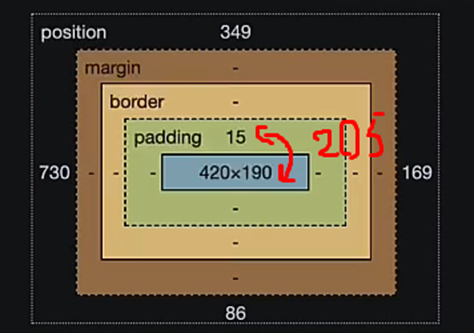 position 349
margin -
border -
padding 15 205
730 - - - 420×190 - - - 169
-
-
-
86